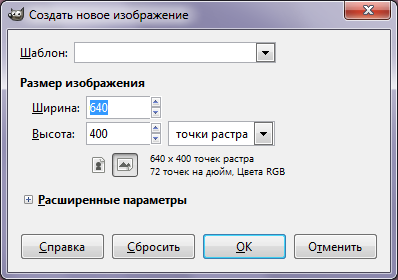 Создать новое изображение
Шаблон:
Размер изображения
Ширина: 640
Высота: 400 точки растра
640 x 400 точек растра
72 точек на дюйм, Цвета RGB
Расширенные параметры
Справка Сбросить ОК Отменить